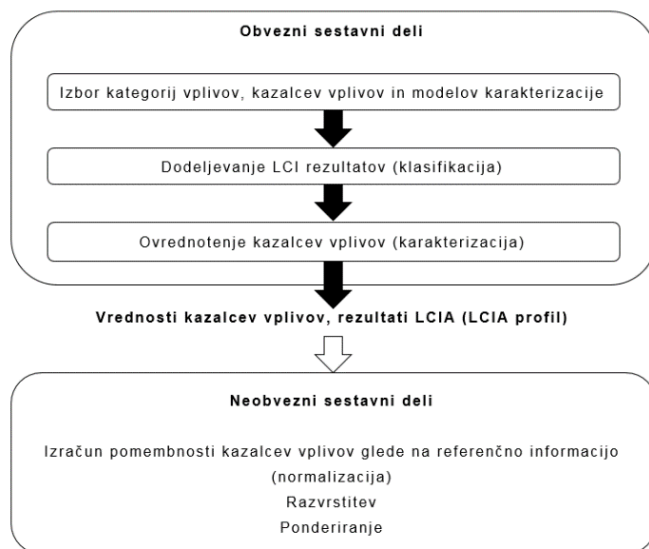 Obvezni sestavni deli
Izbor kategorij vplivov, kazalcev vplivov in modelov karakterizacije
Dodeljevanje LCI rezultatov (klasifikacija)
Ovrednotenje kazalcev vplivov (karakterizacija)
Vrednosti kazalcev vplivov, rezultati LCIA (LCIA profil)
Neobvezni sestavni deli
Izračun pomembnosti kazalcev vplivov glede na referenčno informacijo
(normalizacija)
Razvrstitev
Ponderiranje